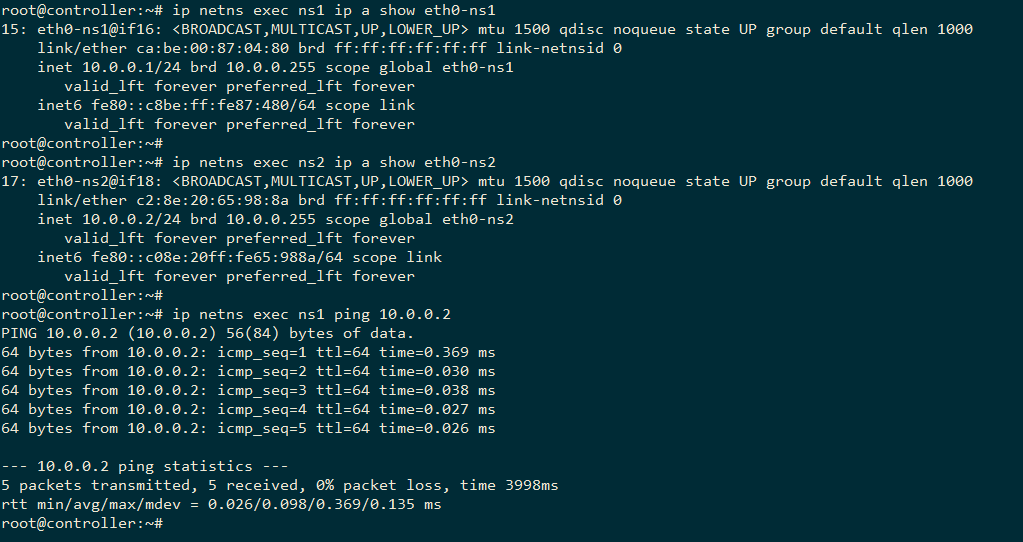 root@controller:~# ip netns exec ns1 ip a show eth0-ns1
15: eth0-ns1@if16: <BROADCAST,MULTICAST,UP,LOWER_UP> mtu 1500 qdisc noqueue state UP group default qlen 1000
    link/ether ca:be:00:87:04:80 brd ff:ff:ff:ff:ff:ff link-netnsid 0
    inet 10.0.0.1/24 brd 10.0.0.255 scope global eth0-ns1
       valid_lft forever preferred_lft forever
    inet6 fe80::c8be:ff:fe87:480/64 scope link
       valid_lft forever preferred_lft forever
root@controller:~#
root@controller:~# ip netns exec ns2 ip a show eth0-ns2
17: eth0-ns2@if18: <BROADCAST,MULTICAST,UP,LOWER_UP> mtu 1500 qdisc noqueue state UP group default qlen 1000
    link/ether c2:8e:20:65:98:8a brd ff:ff:ff:ff:ff:ff link-netnsid 0
    inet 10.0.0.2/24 brd 10.0.0.255 scope global eth0-ns2
       valid_lft forever preferred_lft forever
    inet6 fe80::c08e:20ff:fe65:988a/64 scope link
       valid_lft forever preferred_lft forever
root@controller:~#
root@controller:~# ip netns exec ns1 ping 10.0.0.2
PING 10.0.0.2 (10.0.0.2) 56(84) bytes of data.
64 bytes from 10.0.0.2: icmp_seq=1 ttl=64 time=0.369 ms
64 bytes from 10.0.0.2: icmp_seq=2 ttl=64 time=0.030 ms
64 bytes from 10.0.0.2: icmp_seq=3 ttl=64 time=0.038 ms
64 bytes from 10.0.0.2: icmp_seq=4 ttl=64 time=0.027 ms
64 bytes from 10.0.0.2: icmp_seq=5 ttl=64 time=0.026 ms

--- 10.0.0.2 ping statistics ---
5 packets transmitted, 5 received, 0% packet loss, time 3998ms
rtt min/avg/max/mdev = 0.026/0.098/0.369/0.135 ms
root@controller:~#